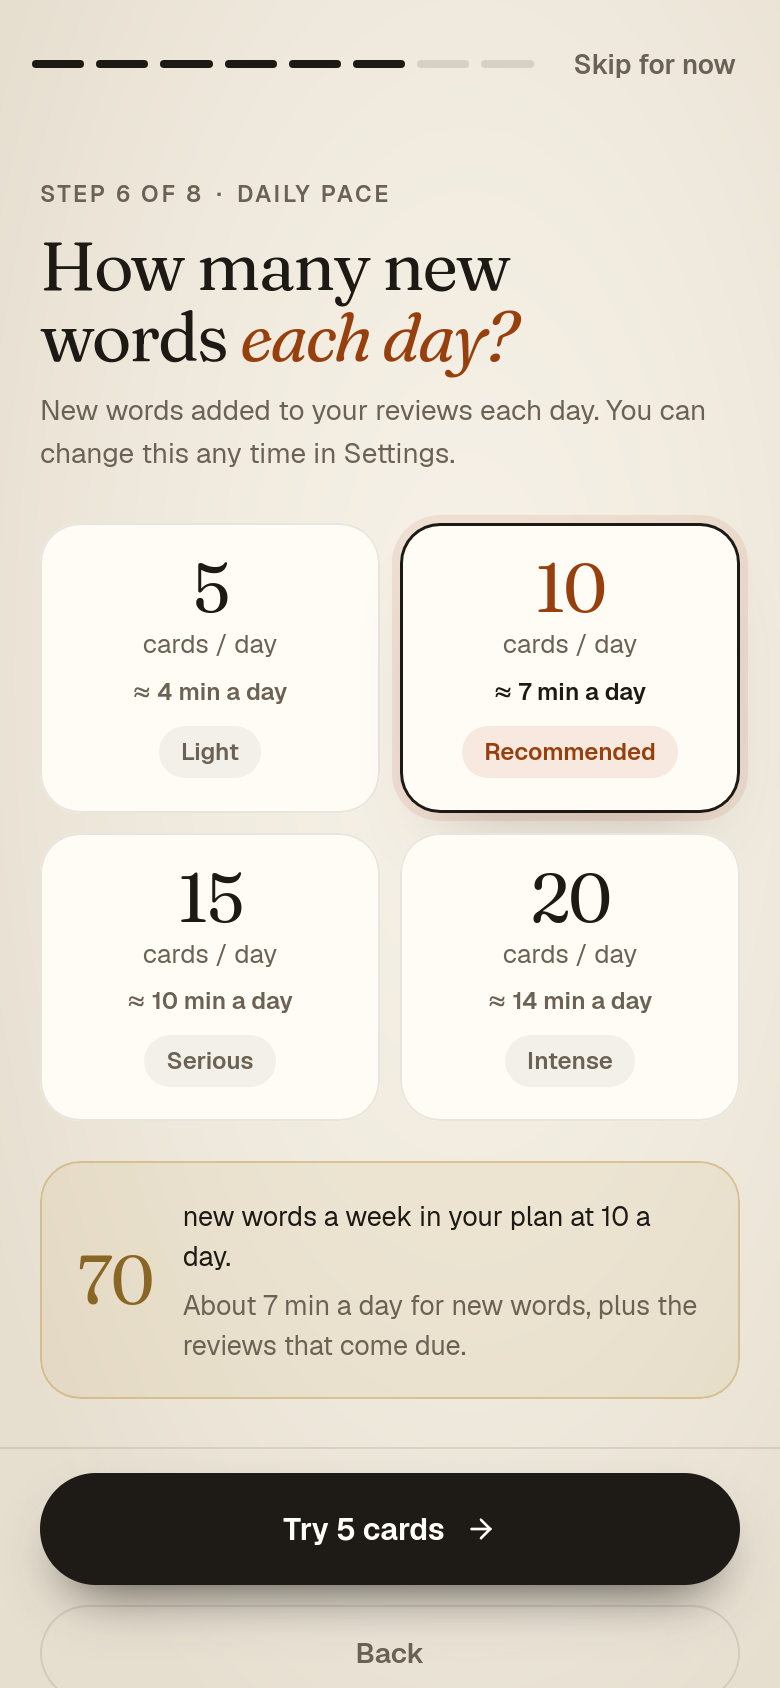 Skip for now
STEP 6 OF 8 · DAILY PACE
How many new
words each day?
New words added to your reviews each day. You can
change this any time in Settings.
5
cards / day
≈ 4 min a day
Light
10
cards / day
≈ 7 min a day
Recommended
15
cards / day
≈ 10 min a day
Serious
20
cards / day
≈ 14 min a day
Intense
70
new words a week in your plan at 10 a
day.
About 7 min a day for new words, plus the
reviews that come due.
Try 5 cards →
Back